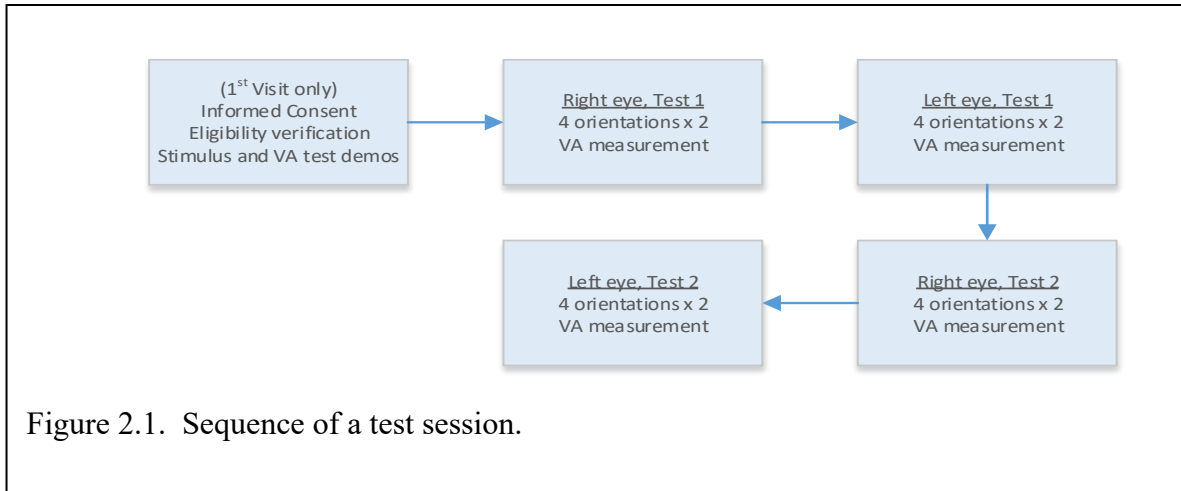 (1st Visit only)
Informed Consent
Eligibility verification
Stimulus and VA test demos
Right eye, Test 1
4 orientations x 2
VA measurement
Left eye, Test 1
4 orientations x 2
VA measurement
Right eye, Test 2
4 orientations x 2
VA measurement
Left eye, Test 2
4 orientations x 2
VA measurement
Figure 2.1.  Sequence of a test session.